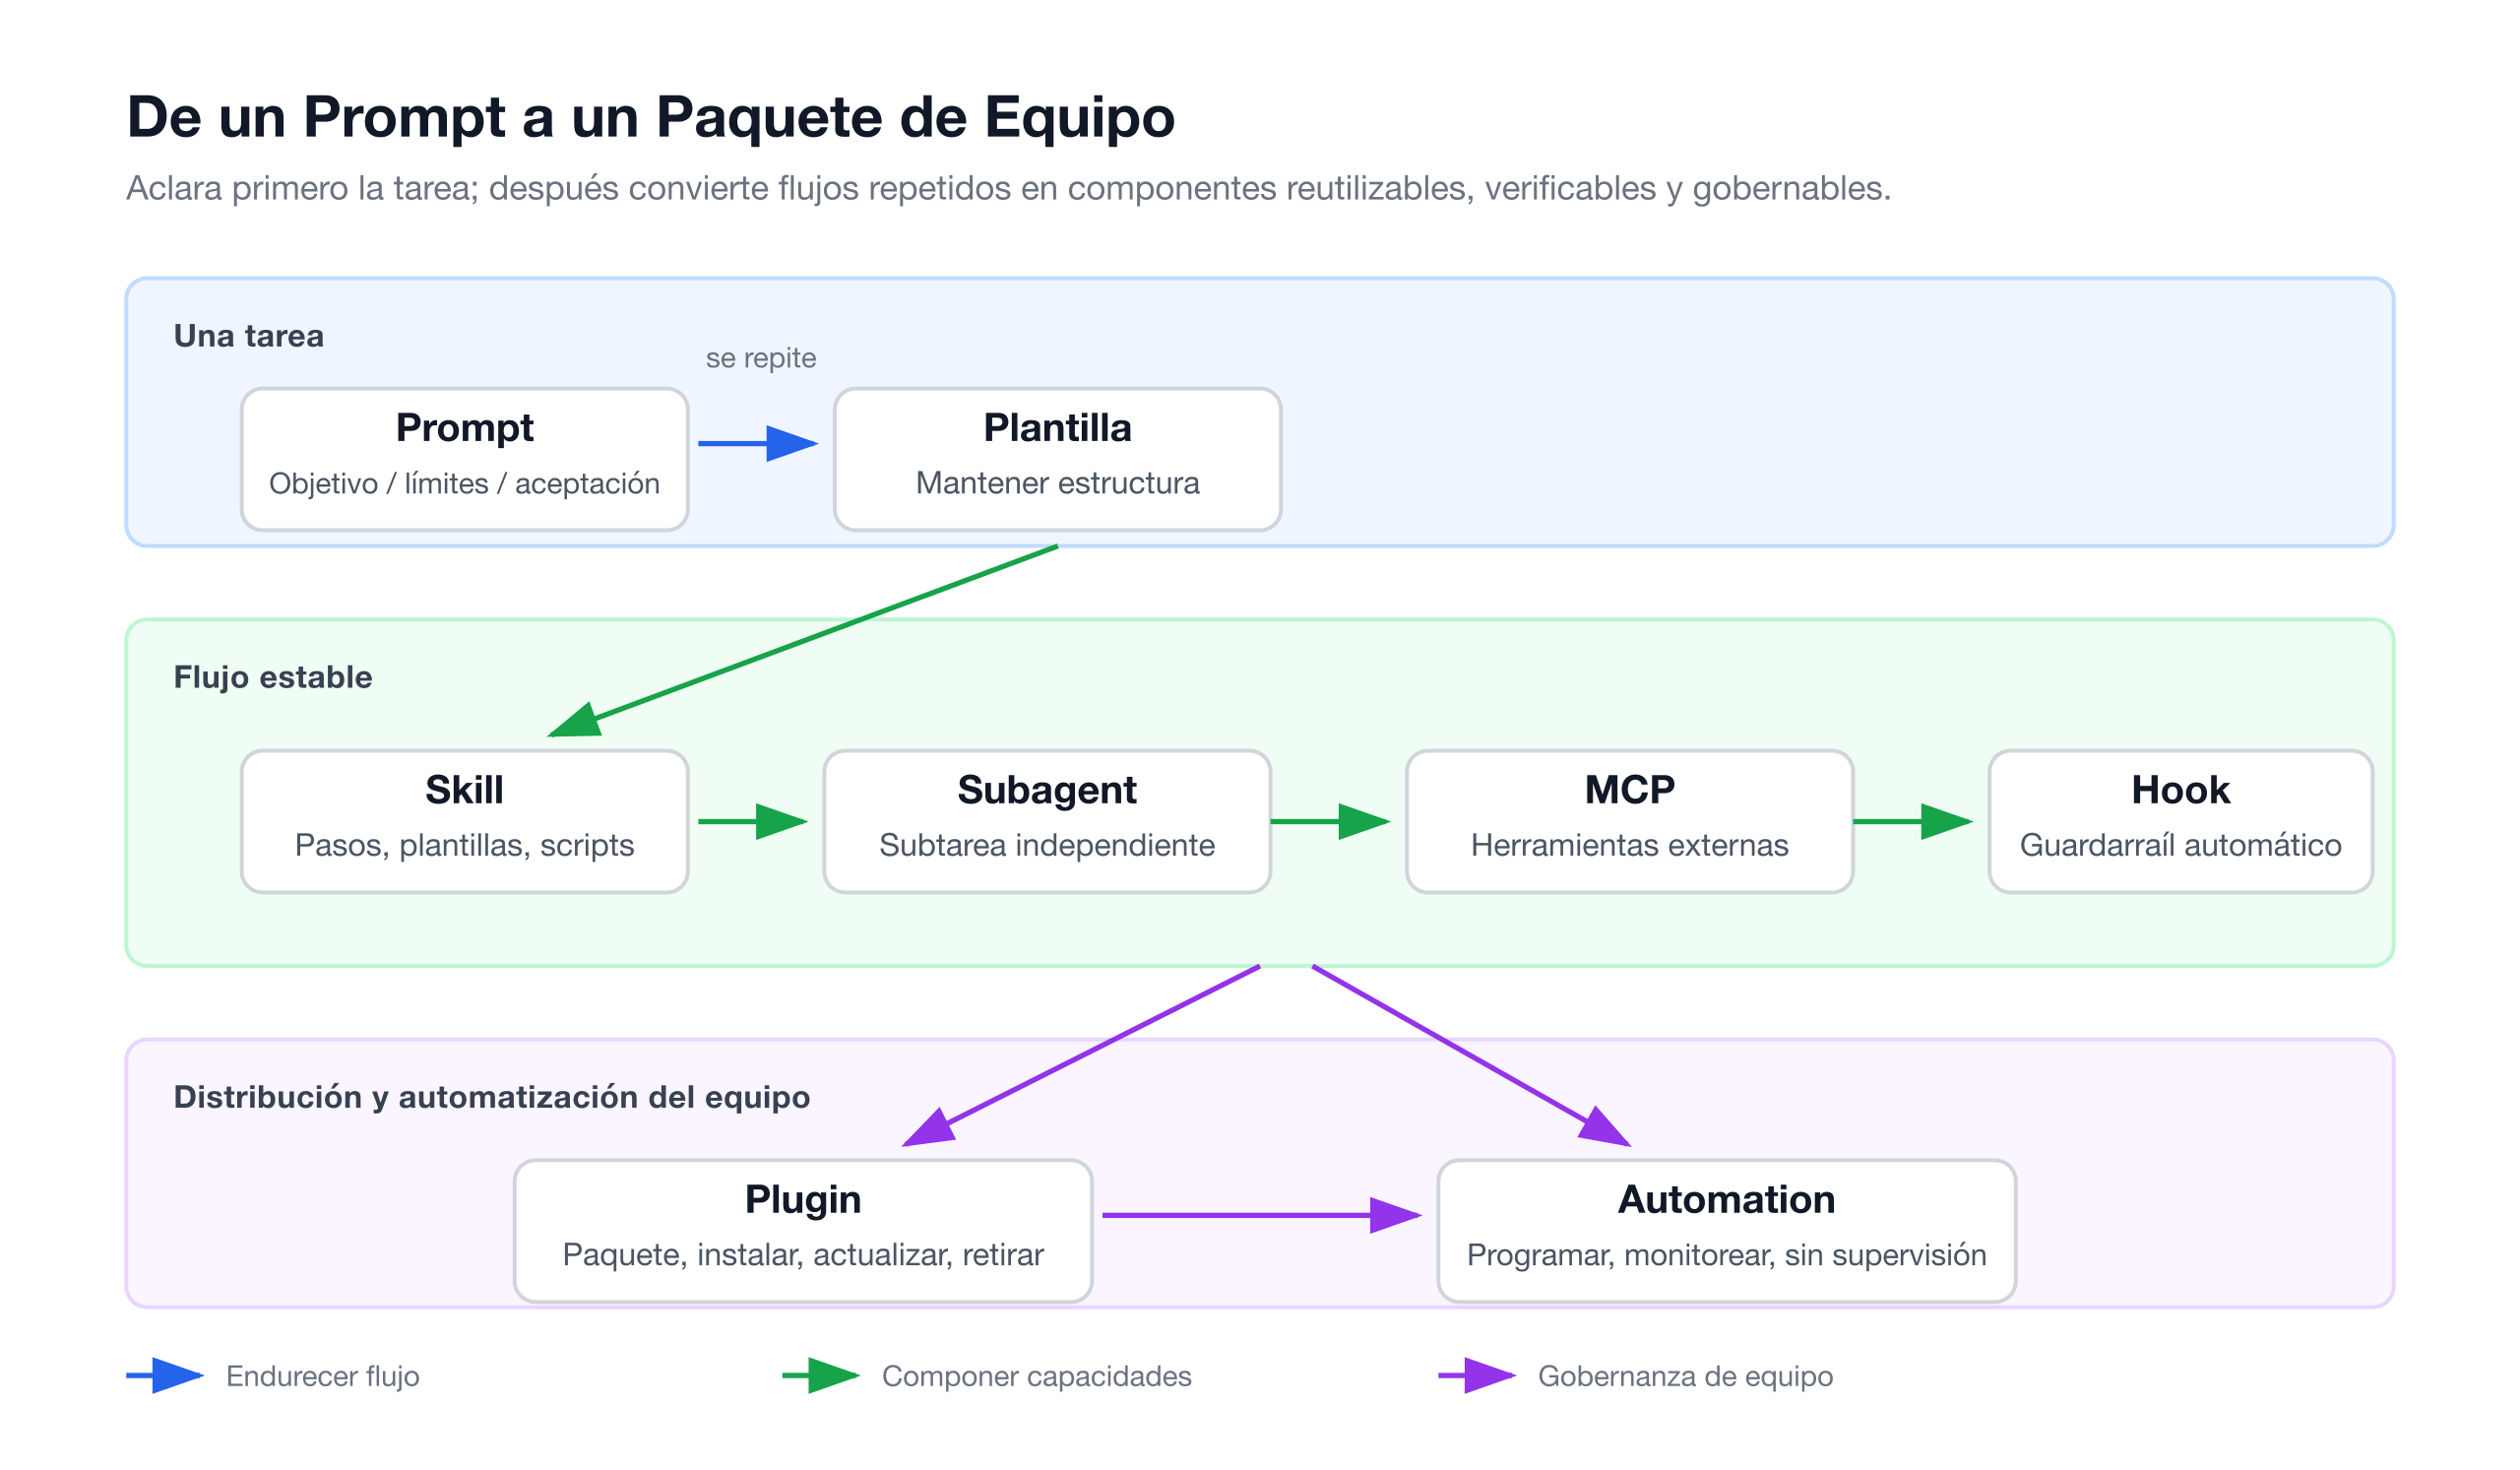 De un Prompt a un Paquete de Equipo
Aclara primero la tarea; después convierte flujos repetidos en componentes reutilizables, verificables y gobernables.
Una tarea
se repite
Prompt
Objetivo / límites / aceptación
Plantilla
Mantener estructura
Flujo estable
Skill
Pasos, plantillas, scripts
Subagent
Subtarea independiente
MCP
Herramientas externas
Hook
Guardarraíl automático
Distribución y automatización del equipo
Plugin
Paquete, instalar, actualizar, retirar
Automation
Programar, monitorear, sin supervisión
Endurecer flujo
Componer capacidades
Gobernanza de equipo